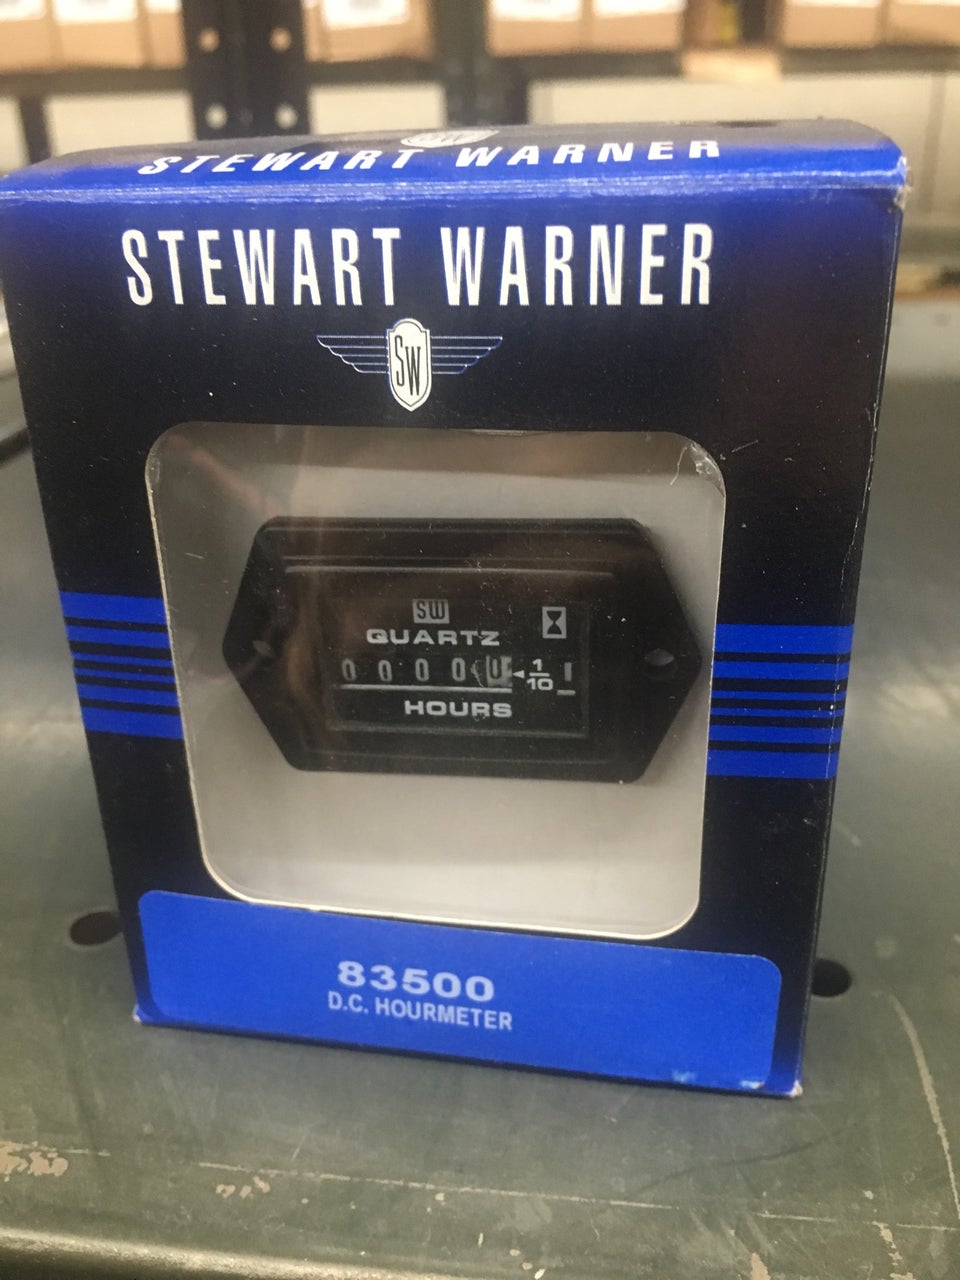 STEWART WARNER
STEWART WARNER
SW
SW
QUARTZ
0 0 0 0 0 1/10
HOURS
83500
D.C. HOURMETER